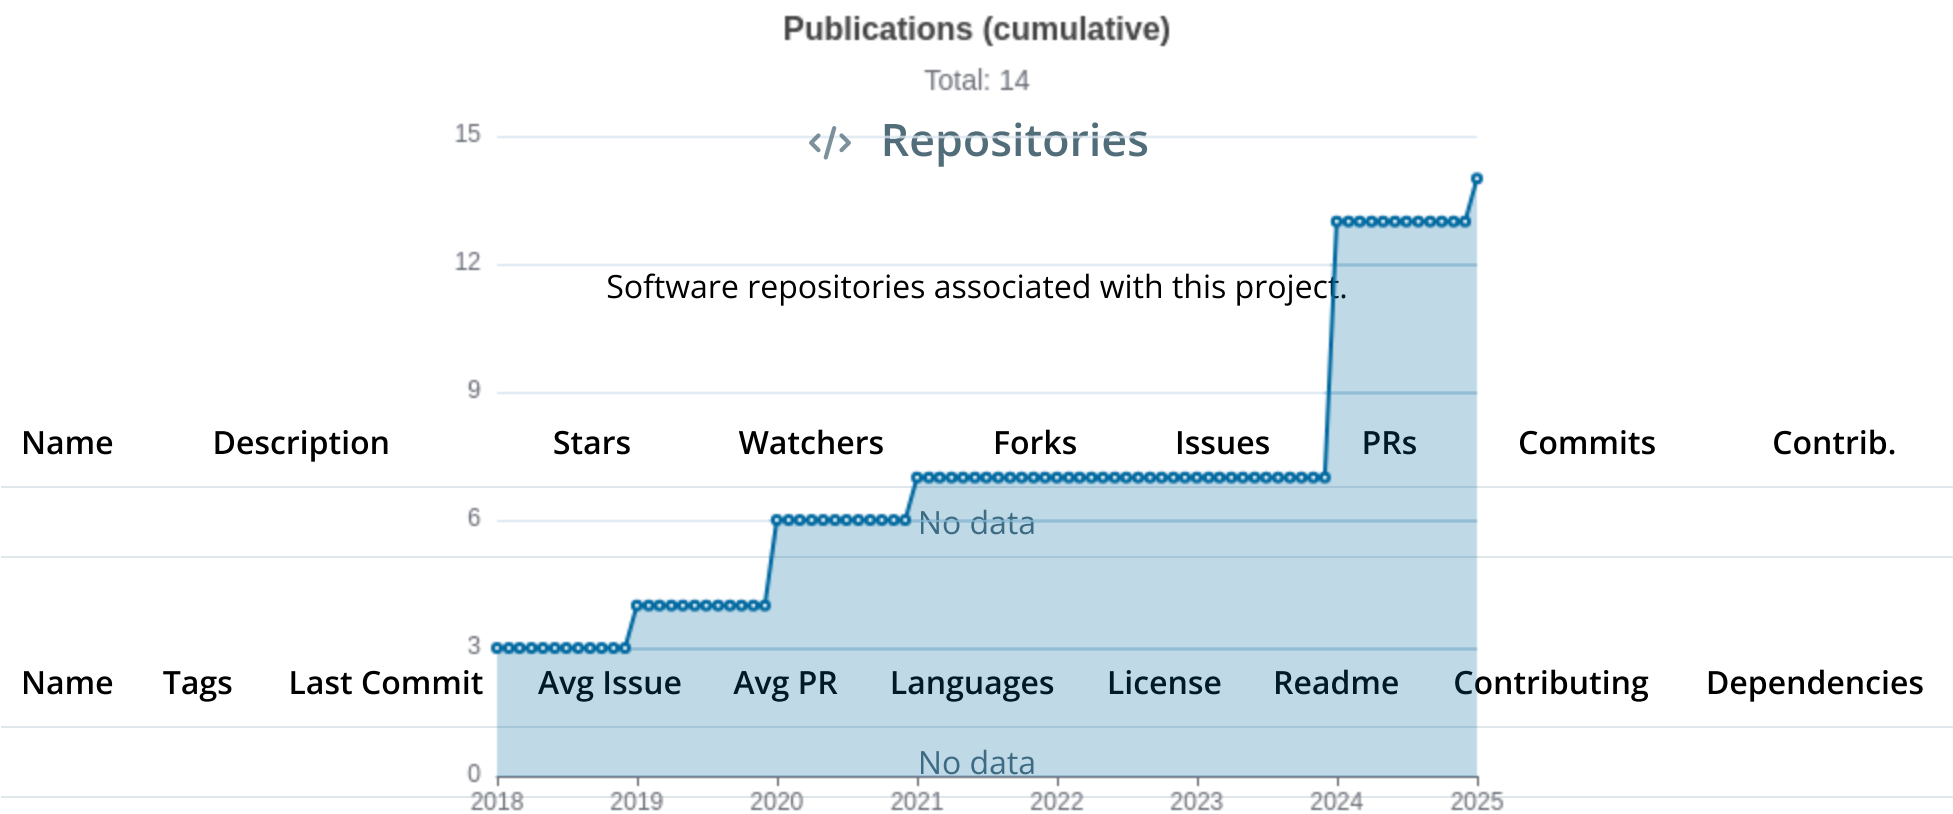 Publications (cumulative)
Total: 14
15
Repositories
12
Software repositories associated with this project.
9
Name Description Stars Watchers Forks Issues PRs Commits Contrib.
6
No data
3
Name Tags Last Commit Avg Issue Avg PR Languages License Readme Contributing Dependencies
No data
0
2018 2019 2020 2021 2022 2023 2024 2025